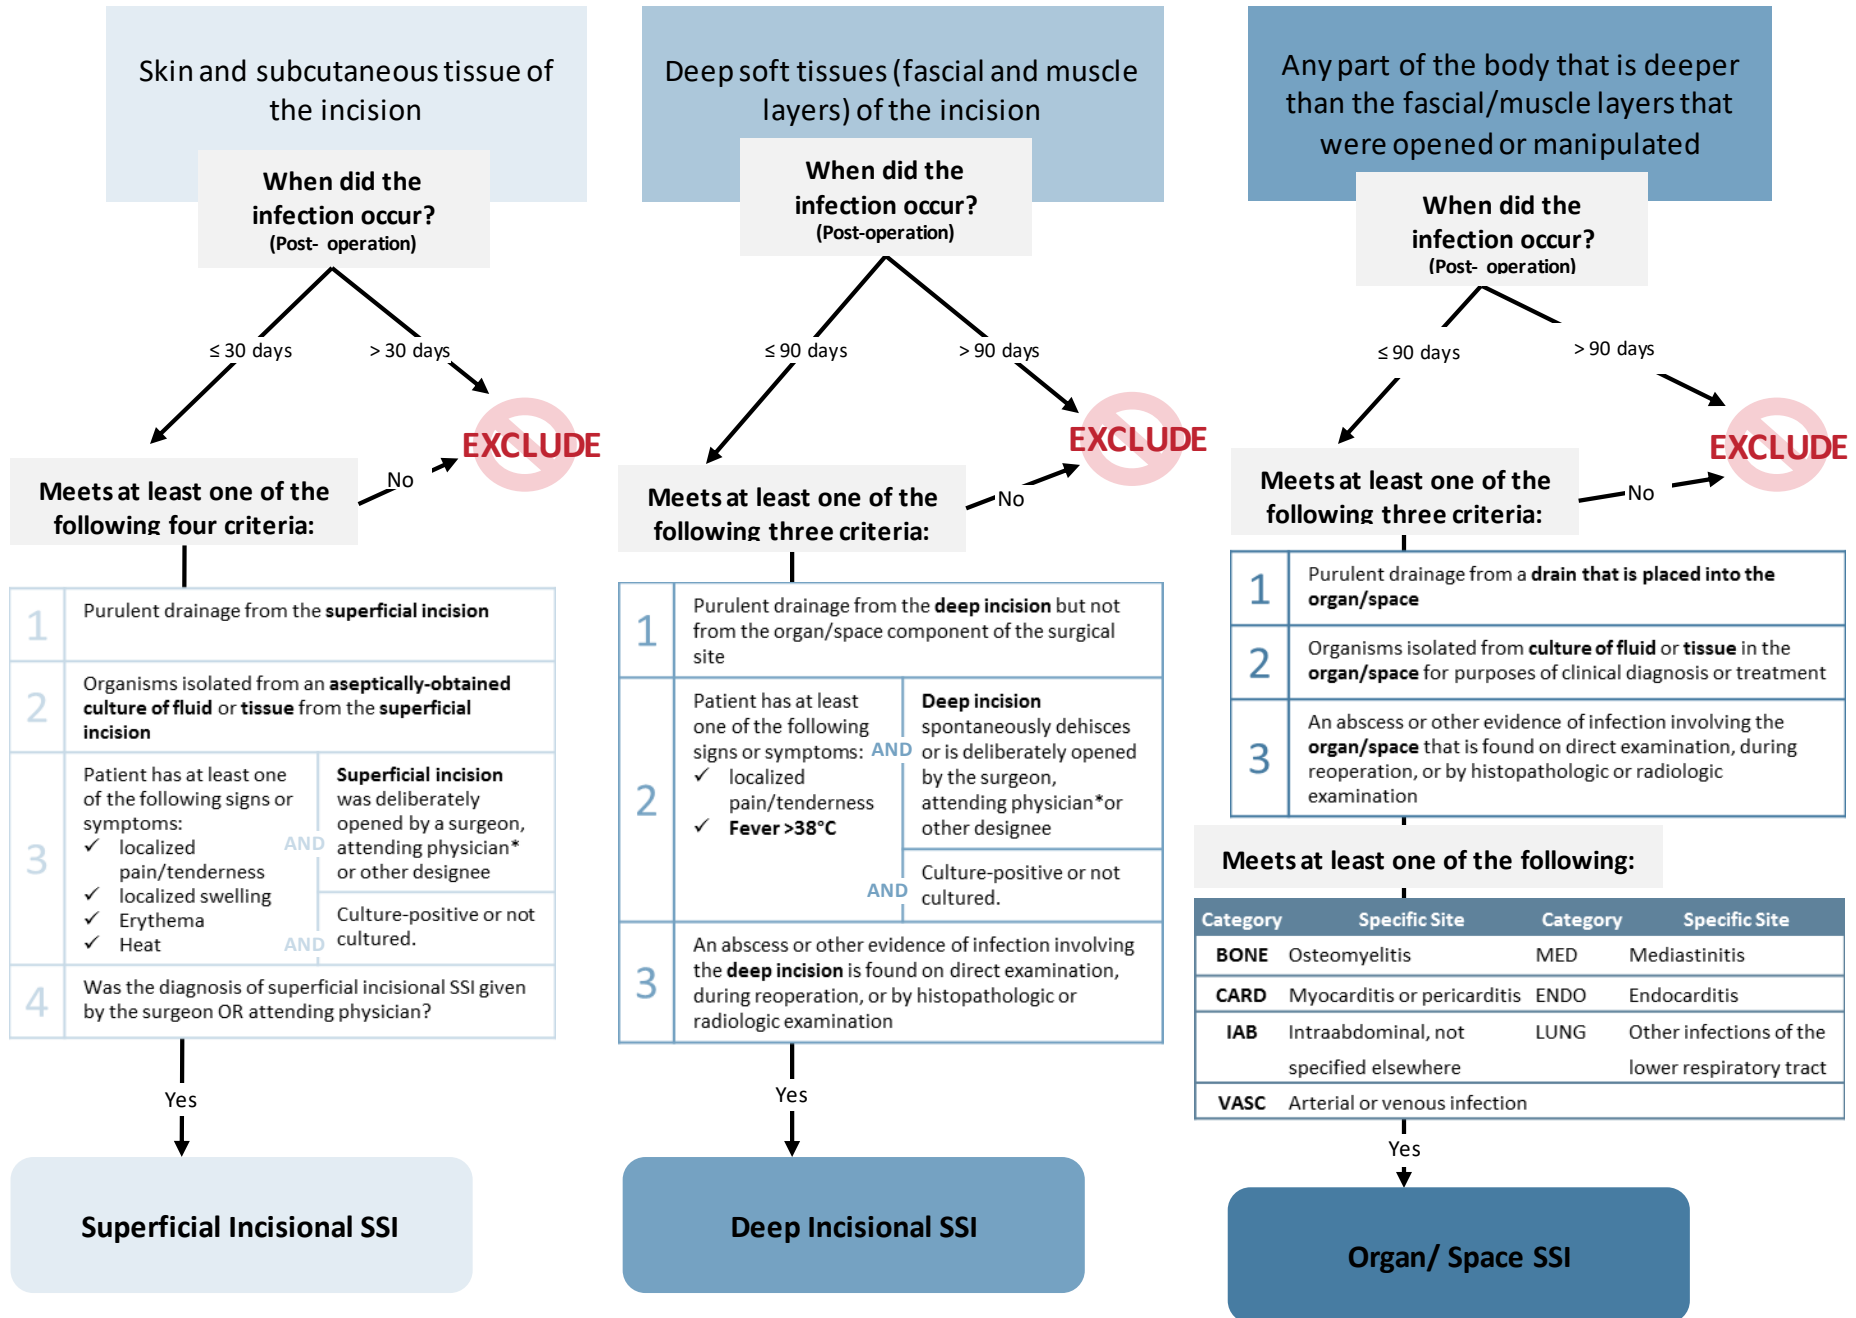 Skin and subcutaneous tissue of
the incision
When did the
infection occur?
(Post- operation)
≤ 30 days
> 30 days
EXCLUDE
No
Meets at least one of the
following four criteria:
1
Purulent drainage from the superficial incision
2
Organisms isolated from an aseptically-obtained
culture of fluid or tissue from the superficial
incision
3
Patient has at least one
of the following signs or
symptoms:
✓ localized
pain/tenderness
✓ localized swelling
✓ Erythema
✓ Heat
AND
Superficial incision
was deliberately
opened by a surgeon,
attending physician*
or other designee
AND
Culture-positive or not
cultured.
4
Was the diagnosis of superficial incisional SSI given
by the surgeon OR attending physician?
Yes
Superficial Incisional SSI
Deep soft tissues (fascial and muscle
layers) of the incision
When did the
infection occur?
(Post-operation)
≤ 90 days
> 90 days
EXCLUDE
No
Meets at least one of the
following three criteria:
1
Purulent drainage from the deep incision but not
from the organ/space component of the surgical
site
2
Patient has at least
one of the following
signs or symptoms:
✓ localized
pain/tenderness
✓ Fever >38°C
AND
Deep incision
spontaneously dehisces
or is deliberately opened
by the surgeon,
attending physician*or
other designee
AND
Culture-positive or not
cultured.
3
An abscess or other evidence of infection involving
the deep incision is found on direct examination,
during reoperation, or by histopathologic or
radiologic examination
Yes
Deep Incisional SSI
Any part of the body that is deeper
than the fascial/muscle layers that
were opened or manipulated
When did the
infection occur?
(Post- operation)
≤ 90 days
> 90 days
EXCLUDE
No
Meets at least one of the
following three criteria:
1
Purulent drainage from a drain that is placed into the
organ/space
2
Organisms isolated from culture of fluid or tissue in the
organ/space for purposes of clinical diagnosis or treatment
3
An abscess or other evidence of infection involving the
organ/space that is found on direct examination, during
reoperation, or by histopathologic or radiologic
examination
Meets at least one of the following:
Category Specific Site Category Specific Site
BONE Osteomyelitis MED Mediastinitis
CARD Myocarditis or pericarditis ENDO Endocarditis
IAB Intraabdominal, not LUNG Other infections of the
specified elsewhere lower respiratory tract
VASC Arterial or venous infection
Yes
Organ/ Space SSI